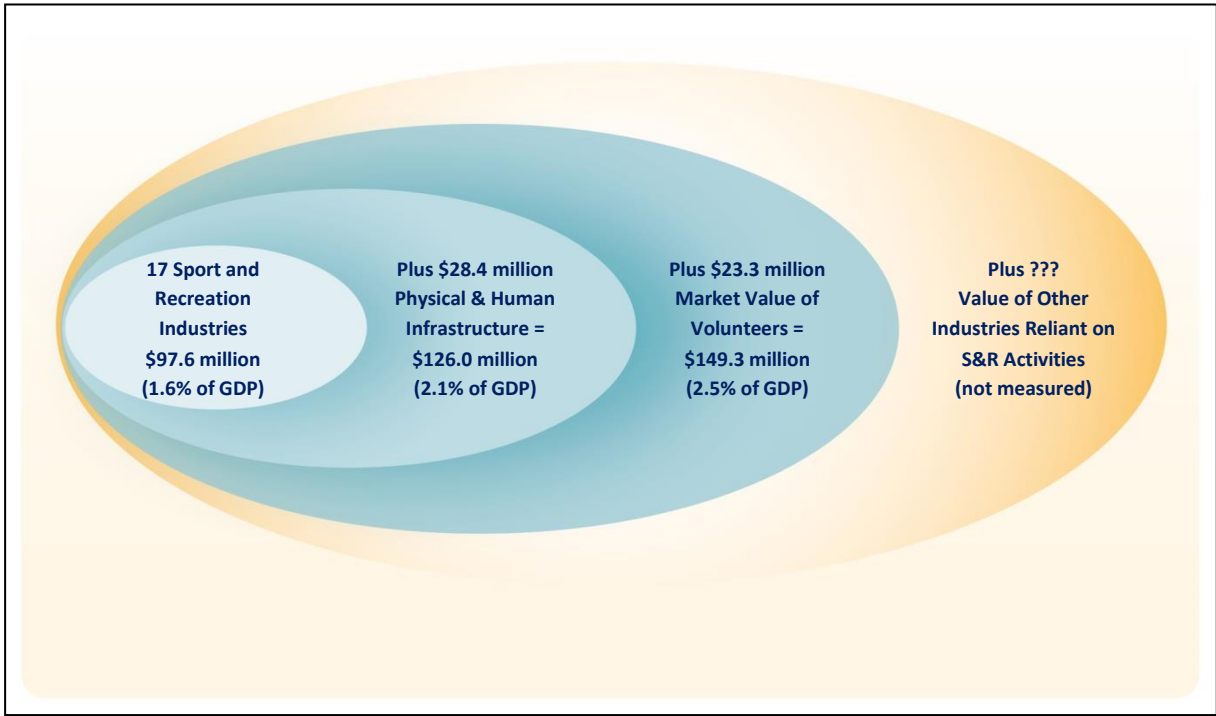 17 Sport and
Recreation
Industries
$97.6 million
(1.6% of GDP)
Plus $28.4 million
Physical & Human
Infrastructure =
$126.0 million
(2.1% of GDP)
Plus $23.3 million
Market Value of
Volunteers =
$149.3 million
(2.5% of GDP)
Plus ???
Value of Other
Industries Reliant on
S&R Activities
(not measured)